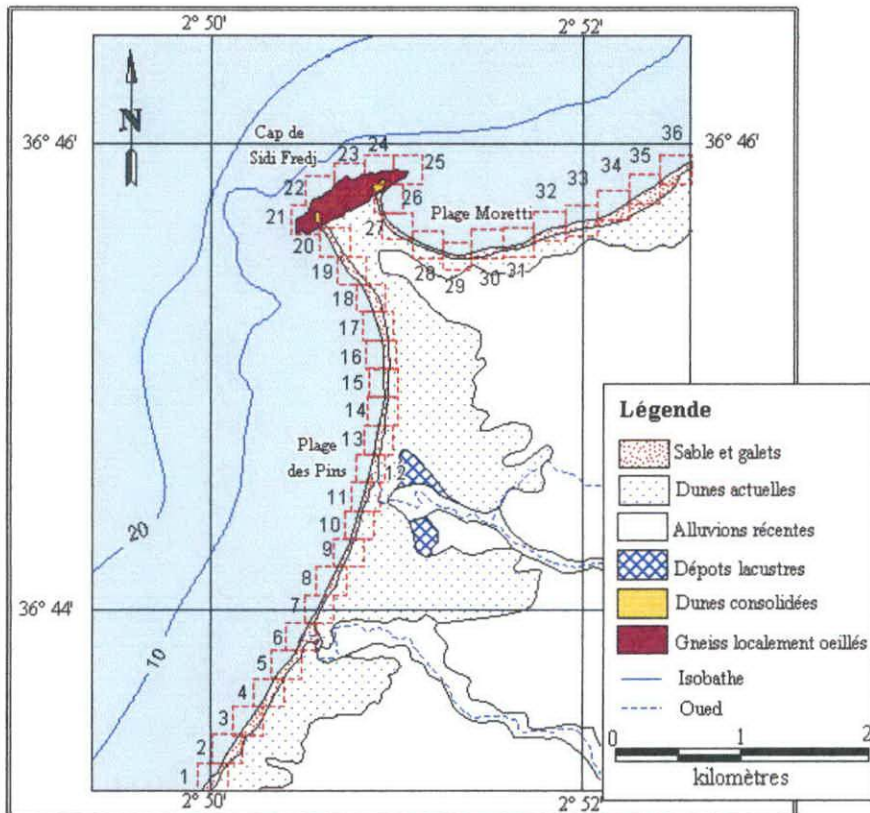 2° 50'
2° 52'
36° 46'
36° 46'
N
Cap de
Sidi Fredj
24
23
25
22
26
21
27
20
Plage Moretti
36
35
34
33
32
28
29
30
31
19
18
17
16
15
14
13
Plage
des Pins
12
11
10
9
8
7
6
5
4
3
2
1
20
10
36° 44'
2° 50'
2° 52'
Légende
Sable et galets
Dunes actuelles
Alluvions récentes
Dépots lacustres
Dunes consolidées
Gneiss localement oeillés
Isobathe
Oued
0 1 2
kilomètres